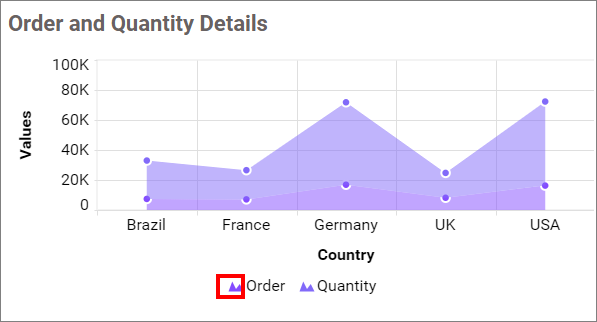 Order and Quantity Details
100K
80K
60K
40K
20K
0
Values
Brazil France Germany UK USA
Country
Order Quantity